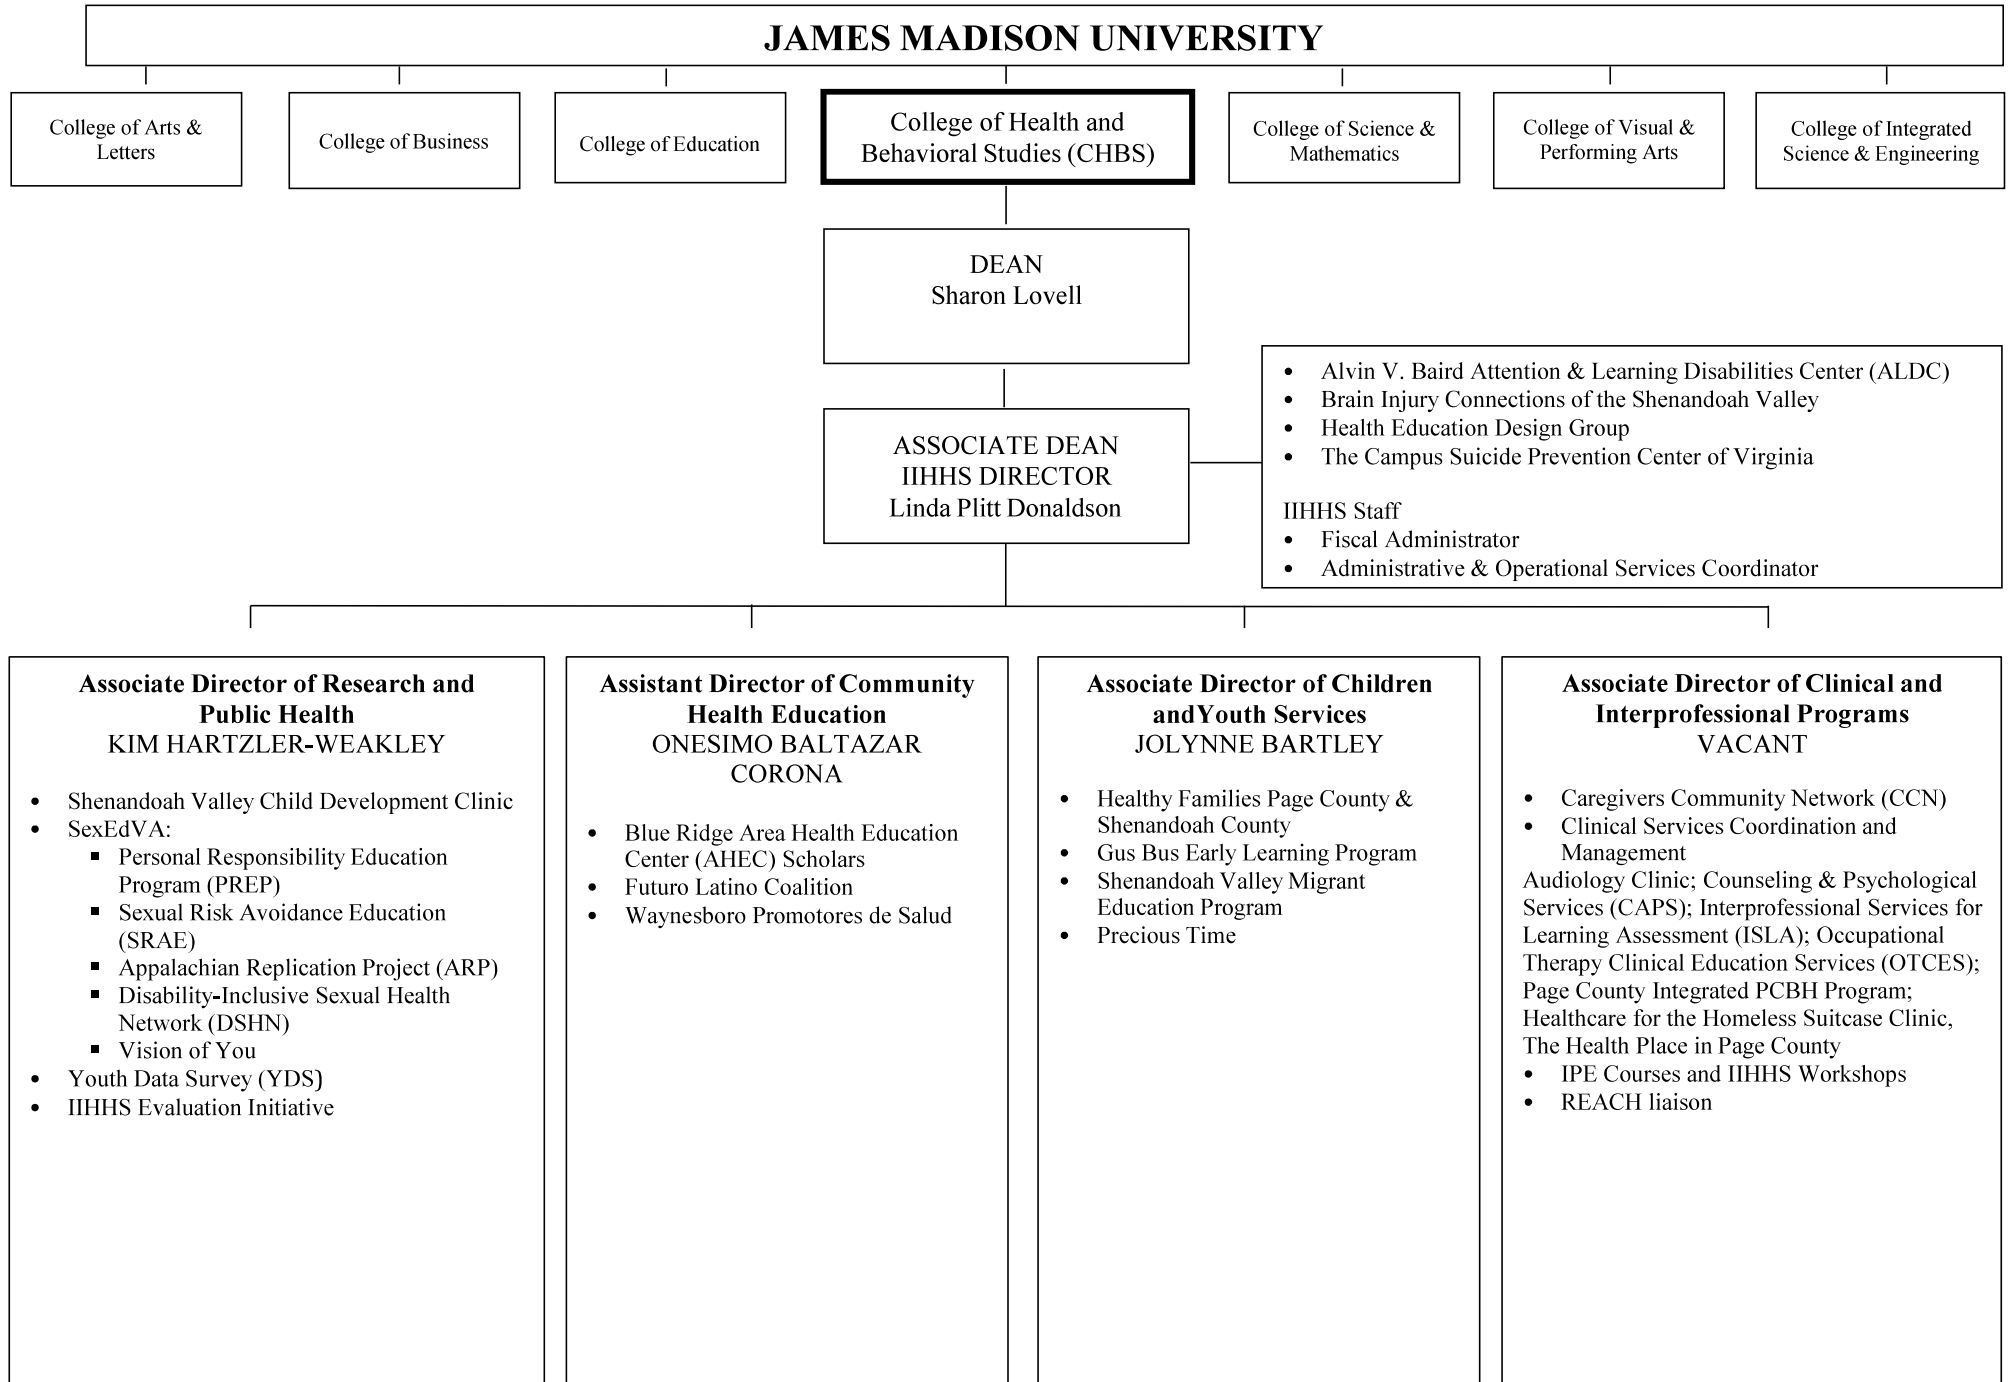 JAMES MADISON UNIVERSITY
College of Arts &
Letters
College of Business
College of Education
College of Health and
Behavioral Studies (CHBS)
College of Science &
Mathematics
College of Visual &
Performing Arts
College of Integrated
Science & Engineering
DEAN
Sharon Lovell
ASSOCIATE DEAN
IIHHS DIRECTOR
Linda Plitt Donaldson
• Alvin V. Baird Attention & Learning Disabilities Center (ALDC)
• Brain Injury Connections of the Shenandoah Valley
• Health Education Design Group
• The Campus Suicide Prevention Center of Virginia
IIHHS Staff
• Fiscal Administrator
• Administrative & Operational Services Coordinator
Associate Director of Research and
Public Health
KIM HARTZLER-WEAKLEY
• Shenandoah Valley Child Development Clinic
• SexEdVA:
▪ Personal Responsibility Education
Program (PREP)
▪ Sexual Risk Avoidance Education
(SRAE)
▪ Appalachian Replication Project (ARP)
▪ Disability-Inclusive Sexual Health
Network (DSHN)
▪ Vision of You
• Youth Data Survey (YDS)
• IIHHS Evaluation Initiative
Assistant Director of Community
Health Education
ONESIMO BALTAZAR
CORONA
• Blue Ridge Area Health Education
Center (AHEC) Scholars
• Futuro Latino Coalition
• Waynesboro Promotores de Salud
Associate Director of Children
andYouth Services
JOLYNNE BARTLEY
• Healthy Families Page County &
Shenandoah County
• Gus Bus Early Learning Program
• Shenandoah Valley Migrant
Education Program
• Precious Time
Associate Director of Clinical and
Interprofessional Programs
VACANT
• Caregivers Community Network (CCN)
• Clinical Services Coordination and
Management
Audiology Clinic; Counseling & Psychological
Services (CAPS); Interprofessional Services for
Learning Assessment (ISLA); Occupational
Therapy Clinical Education Services (OTCES);
Page County Integrated PCBH Program;
Healthcare for the Homeless Suitcase Clinic,
The Health Place in Page County
• IPE Courses and IIHHS Workshops
• REACH liaison